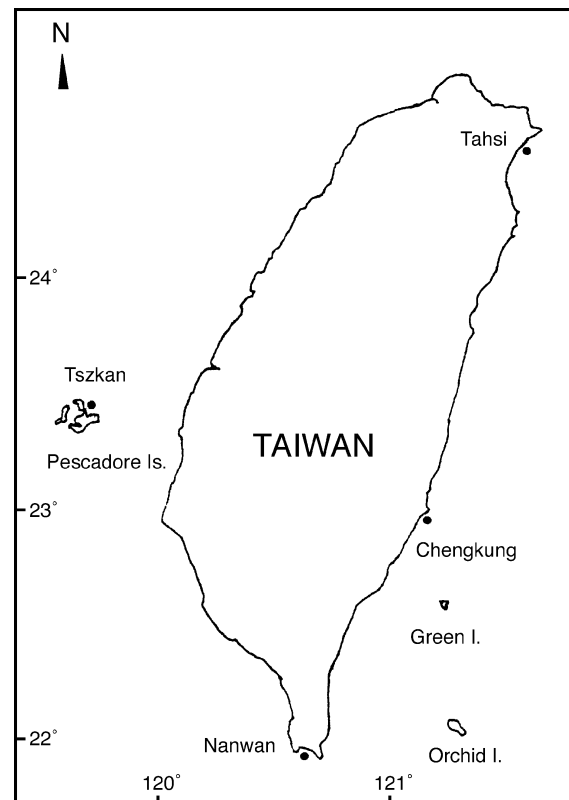 N
Tahsi
24°
Tszkan
Pescadore Is.
TAIWAN
23°
Chengkung
Green I.
22°
Nanwan
Orchid I.
120°
121°